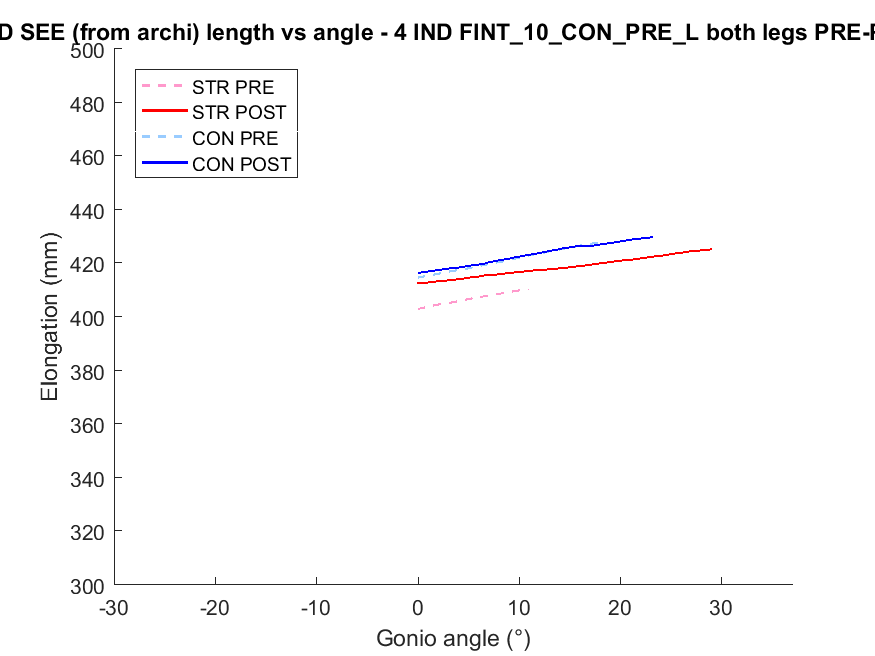 D SEE (from archi) length vs angle - 4 IND FINT_10_CON_PRE_L both legs PRE-P
500
480
460
440
420
400
380
360
340
320
300
Elongation (mm)
STR PRE
STR POST
CON PRE
CON POST
-30
-20
-10
0
10
20
30
Gonio angle (°)